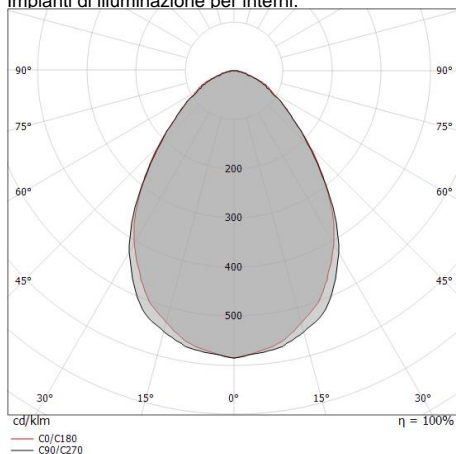 impianti di illuminazione per interni.
90° 90°
75° 75°
60° 60°
45° 45°
200
300
400
500
30° 15° 0° 15° 30°
cd/klm η = 100%
C0/C180
C90/C270